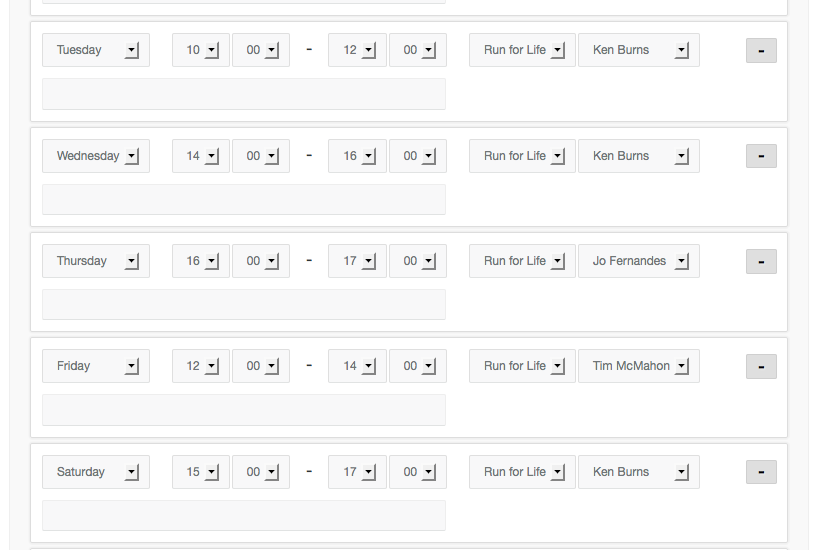 Tuesday 10 00 - 12 00 Run for Life Ken Burns -
Wednesday 14 00 - 16 00 Run for Life Ken Burns -
Thursday 16 00 - 17 00 Run for Life Jo Fernandes -
Friday 12 00 - 14 00 Run for Life Tim McMahon -
Saturday 15 00 - 17 00 Run for Life Ken Burns -